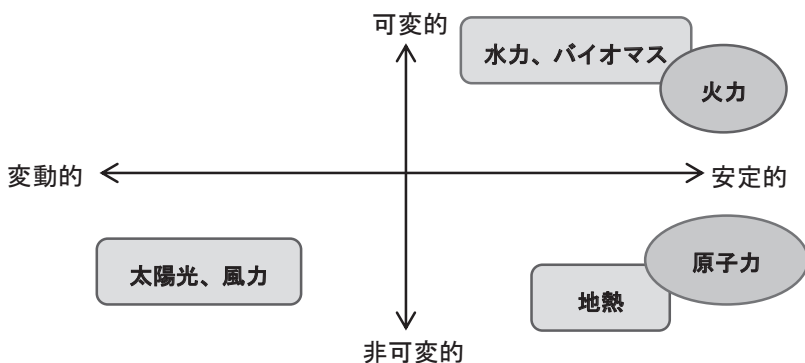 可変的
水力、バイオマス
火力
変動的
安定的
太陽光、風力
原子力
地熱
非可変的